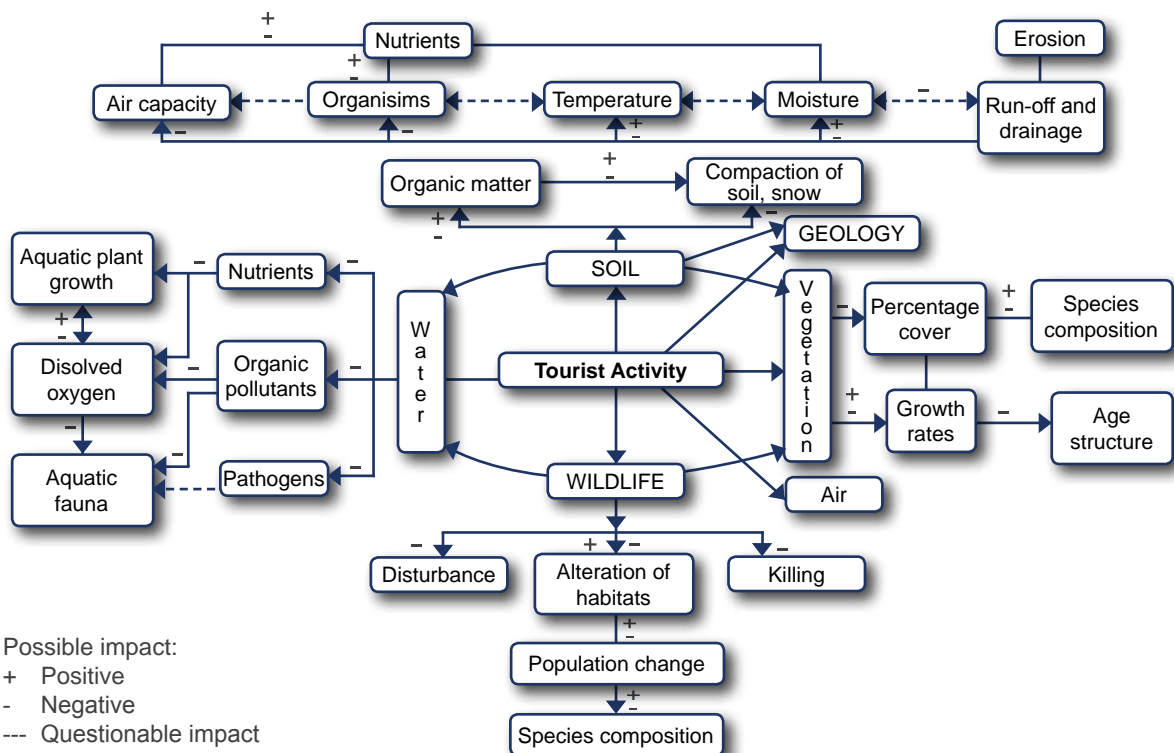 +
-
Nutrients
Erosion
+
-
Air capacity
Organisims
Temperature
Moisture
-
Run-off and
drainage
-
-
+
-
+
-
Organic matter
+
-
Compaction of
soil, snow
+
-
-
GEOLOGY
SOIL
Aquatic plant
growth
-
Nutrients
-
Water
Vegetation
-
Percentage
cover
+
-
Species
composition
+
-
Disolved
oxygen
-
-
Organic
pollutants
-
Tourist Activity
+
-
Growth
rates
-
Age
structure
-
-
Aquatic
fauna
Pathogens
-
WILDLIFE
Air
-
+
-
-
Disturbance
Alteration of
habitats
Killing
+
-
Population change
+
-
Species composition
Possible impact:
+ Positive
- Negative
--- Questionable impact